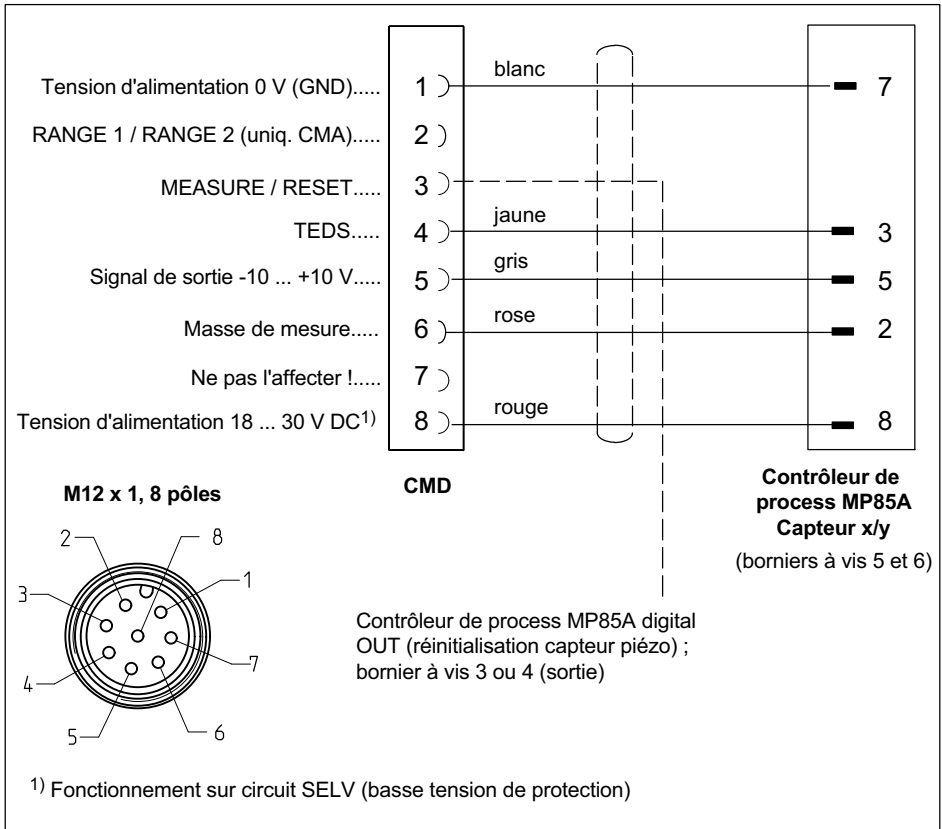 Tension d'alimentation 0 V (GND)..... 1 blanc 7
RANGE 1 / RANGE 2 (uniq. CMA)..... 2
MEASURE / RESET..... 3
TEDS..... 4 jaune 3
Signal de sortie -10 ... +10 V..... 5 gris 5
Masse de mesure..... 6 rose 2
Ne pas l'affecter !..... 7
Tension d'alimentation 18 ... 30 V DC1) 8 rouge 8
CMD
Contrôleur de
process MP85A
Capteur x/y
(borniers à vis 5 et 6)
M12 x 1, 8 pôles
2 8
3 1
4 7
5 6
Contrôleur de process MP85A digital
OUT (réinitialisation capteur piézo) ;
bornier à vis 3 ou 4 (sortie)
1) Fonctionnement sur circuit SELV (basse tension de protection)